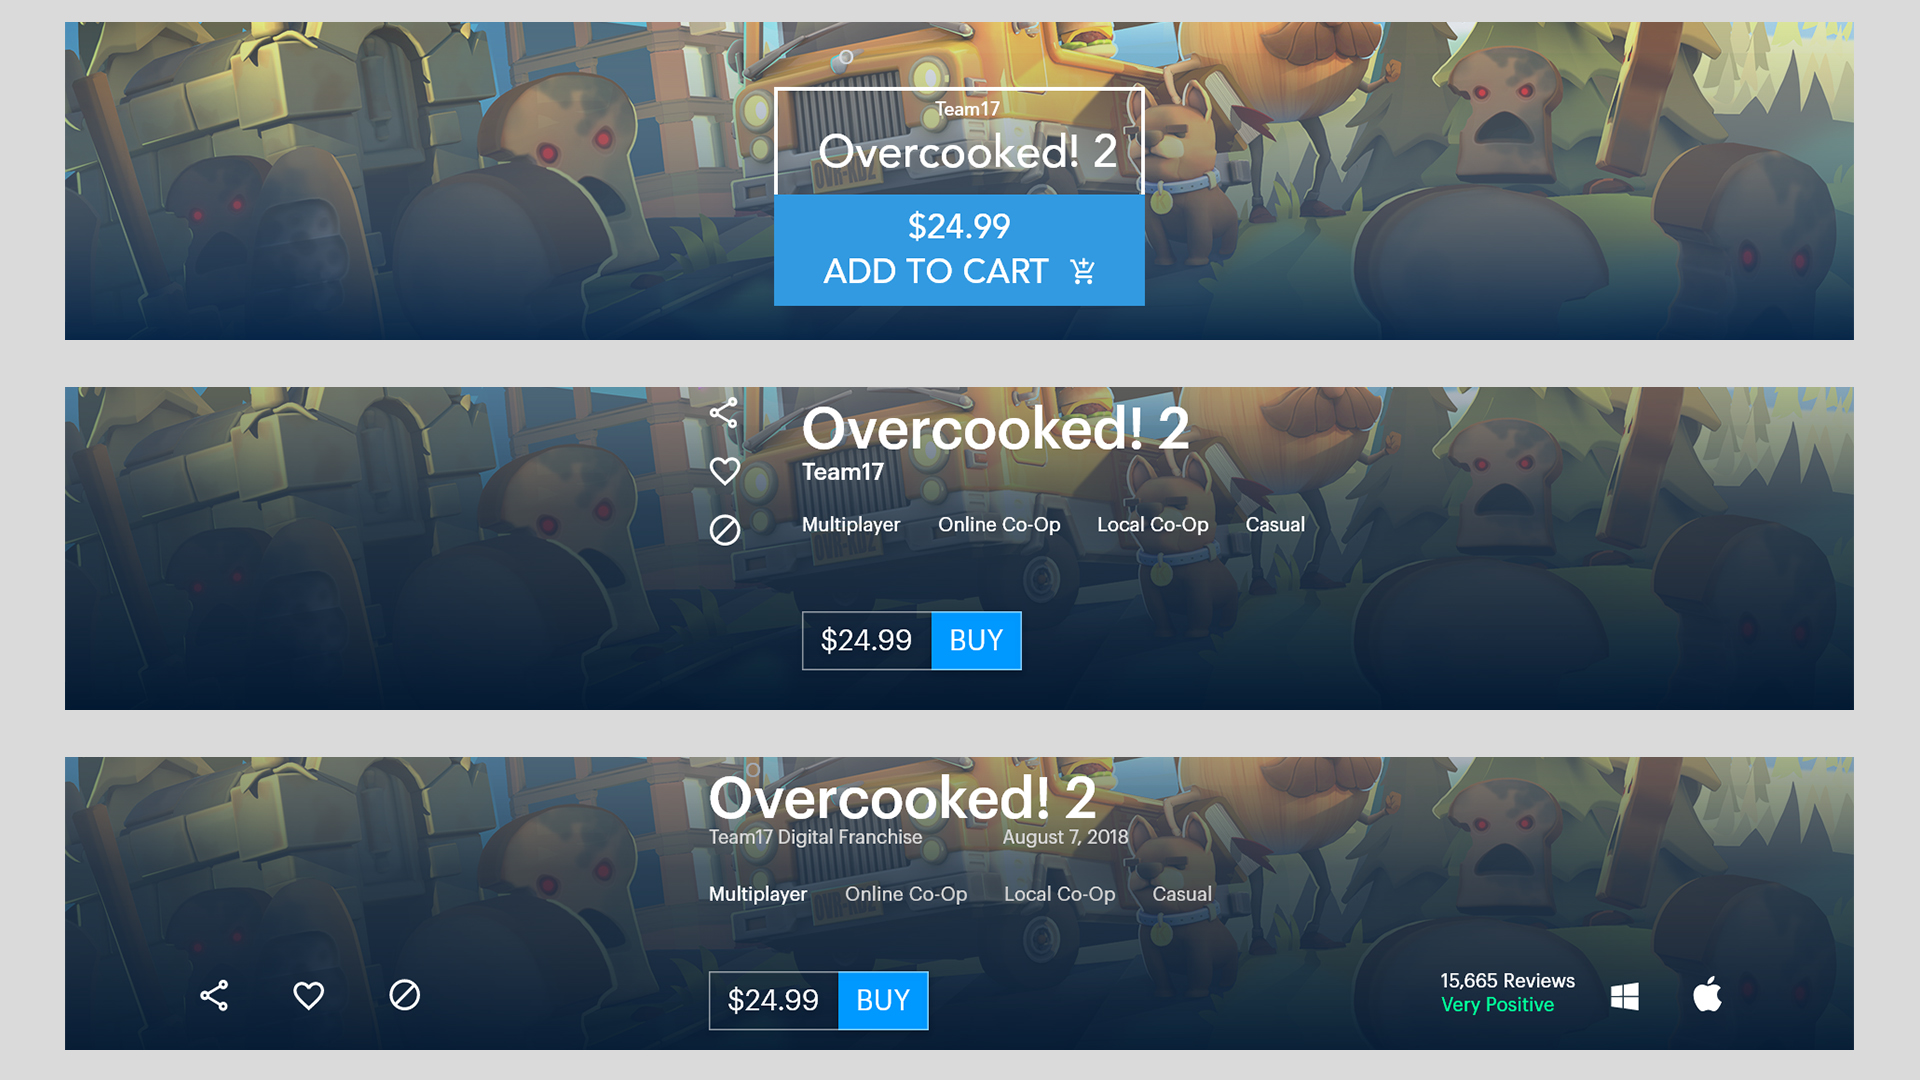 Team17
Overcooked! 2
$24.99
ADD TO CART
OVR-KD2
Overcooked! 2
Team17
Multiplayer Online Co-Op Local Co-Op Casual
$24.99 BUY
Overcooked! 2
Team17 Digital Franchise August 7, 2018
Multiplayer Online Co-Op Local Co-Op Casual
15,665 Reviews
Very Positive
$24.99 BUY